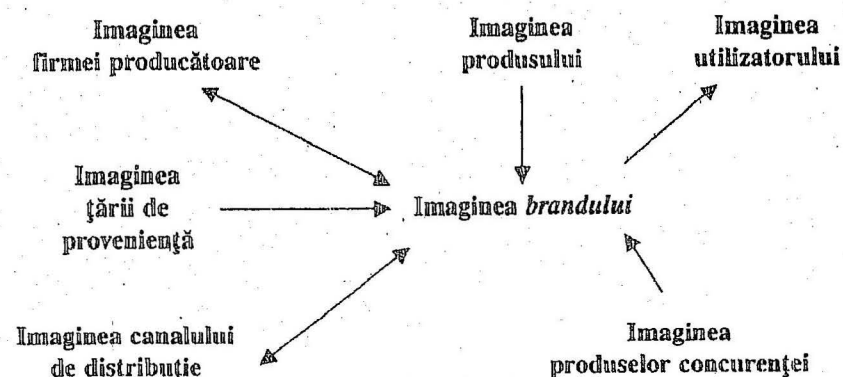 Imaginea
firmei producătoare
Imaginea
produsului
Imaginea
utilizatorului
Imaginea
ţării de
provenienţă
Imaginea brandului
Imaginea canalului
de distribuţie
Imaginea
produselor concurenţei